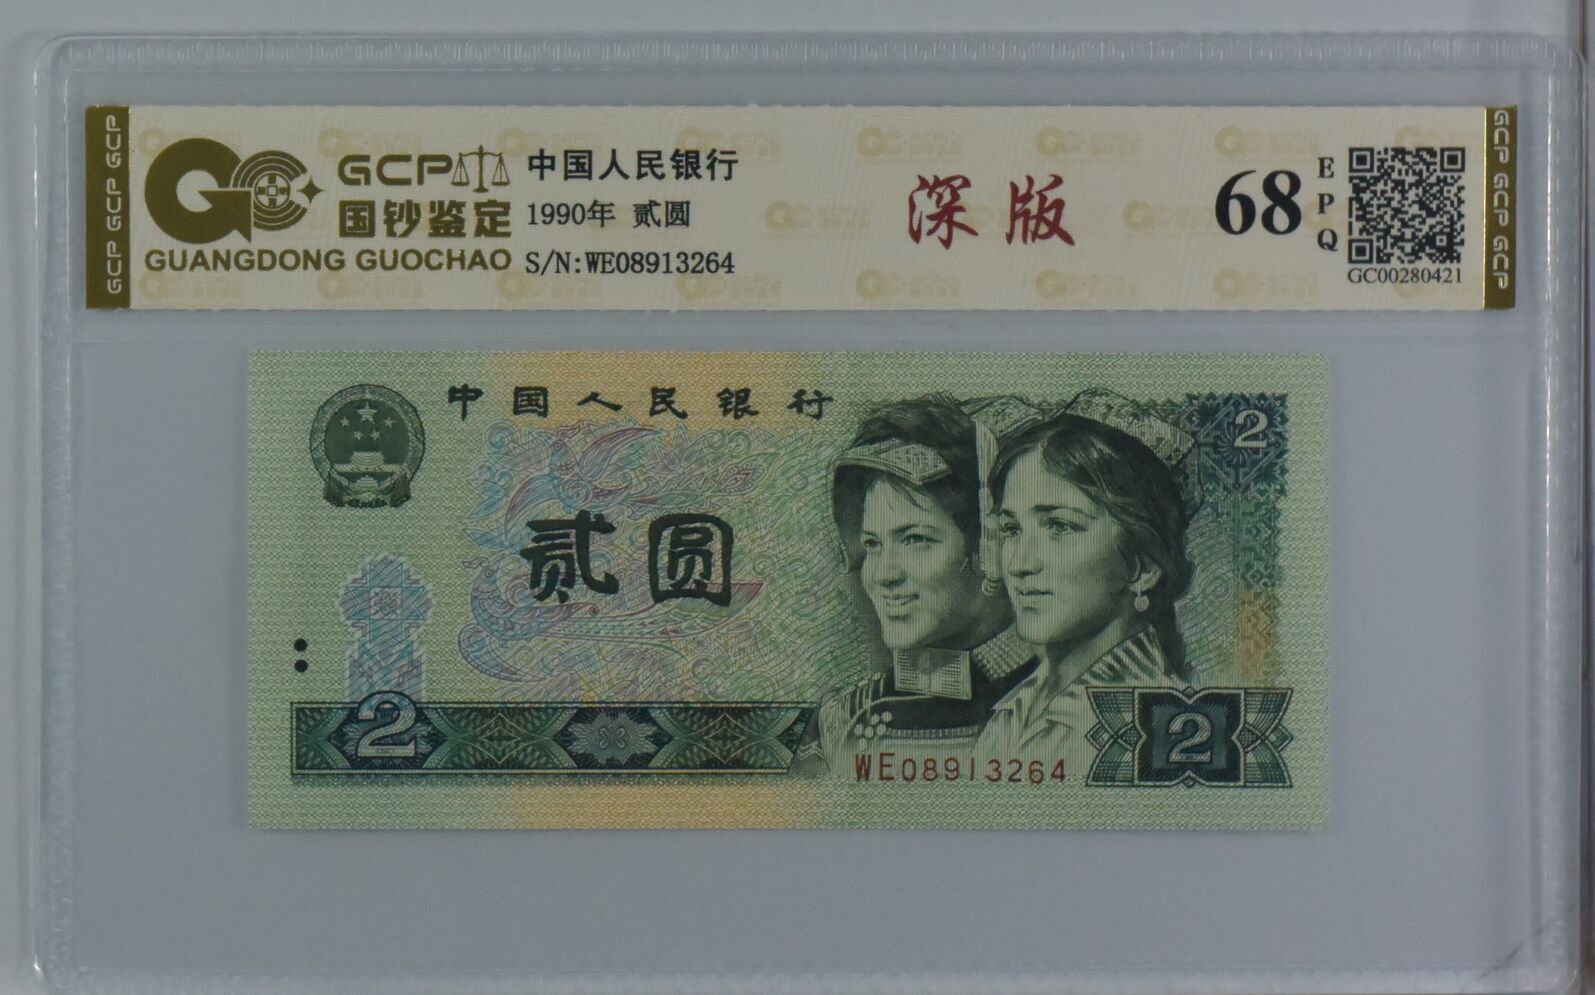 GCP GCP GCP
GCP
国钞鉴定
GUANGDONG GUOCHAO
中国人民银行
1990年 贰圆
S/N:WE08913264
深版
68
EPQ
GC00280421
GCP GCP GCP
中国人民银行
2
贰圆
2
WE08913264
2